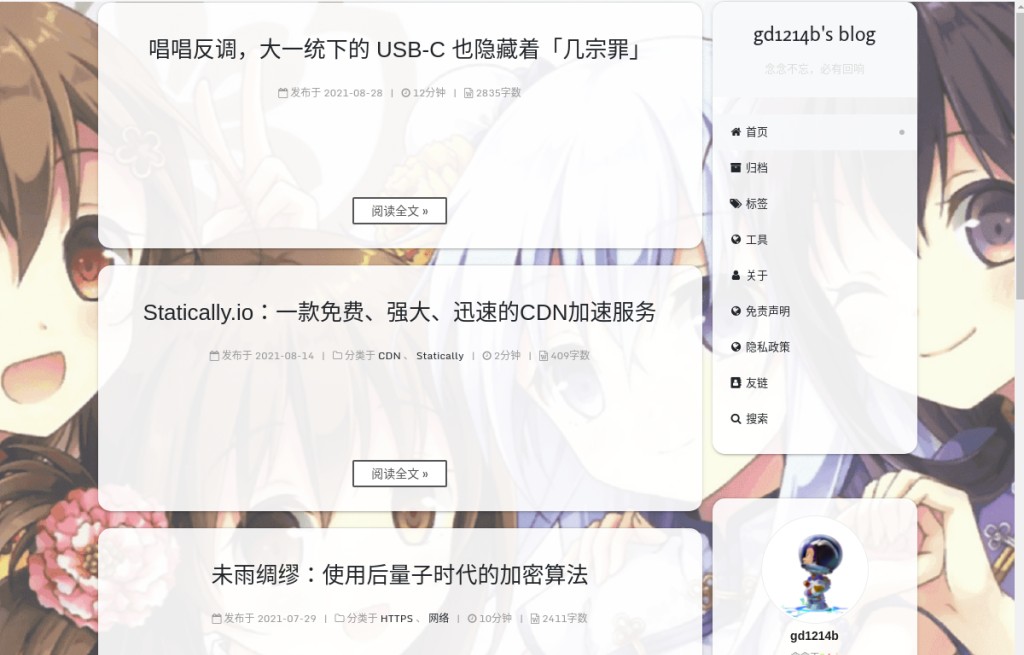 唱唱反调，大一统下的 USB-C 也隐藏着「几宗罪」
发布于 2021-08-28 | 12分钟 | 2835字数
阅读全文 »
Statically.io：一款免费、强大、迅速的CDN加速服务
发布于 2021-08-14 | 分类于 CDN 、 Statically | 2分钟 | 409字数
阅读全文 »
未雨绸缪：使用后量子时代的加密算法
发布于 2021-07-29 | 分类于 HTTPS 、 网络 | 10分钟 | 2411字数
gd1214b's blog
念念不忘，必有回响
首页
归档
标签
工具
关于
免责声明
隐私政策
友链
搜索
gd1214b